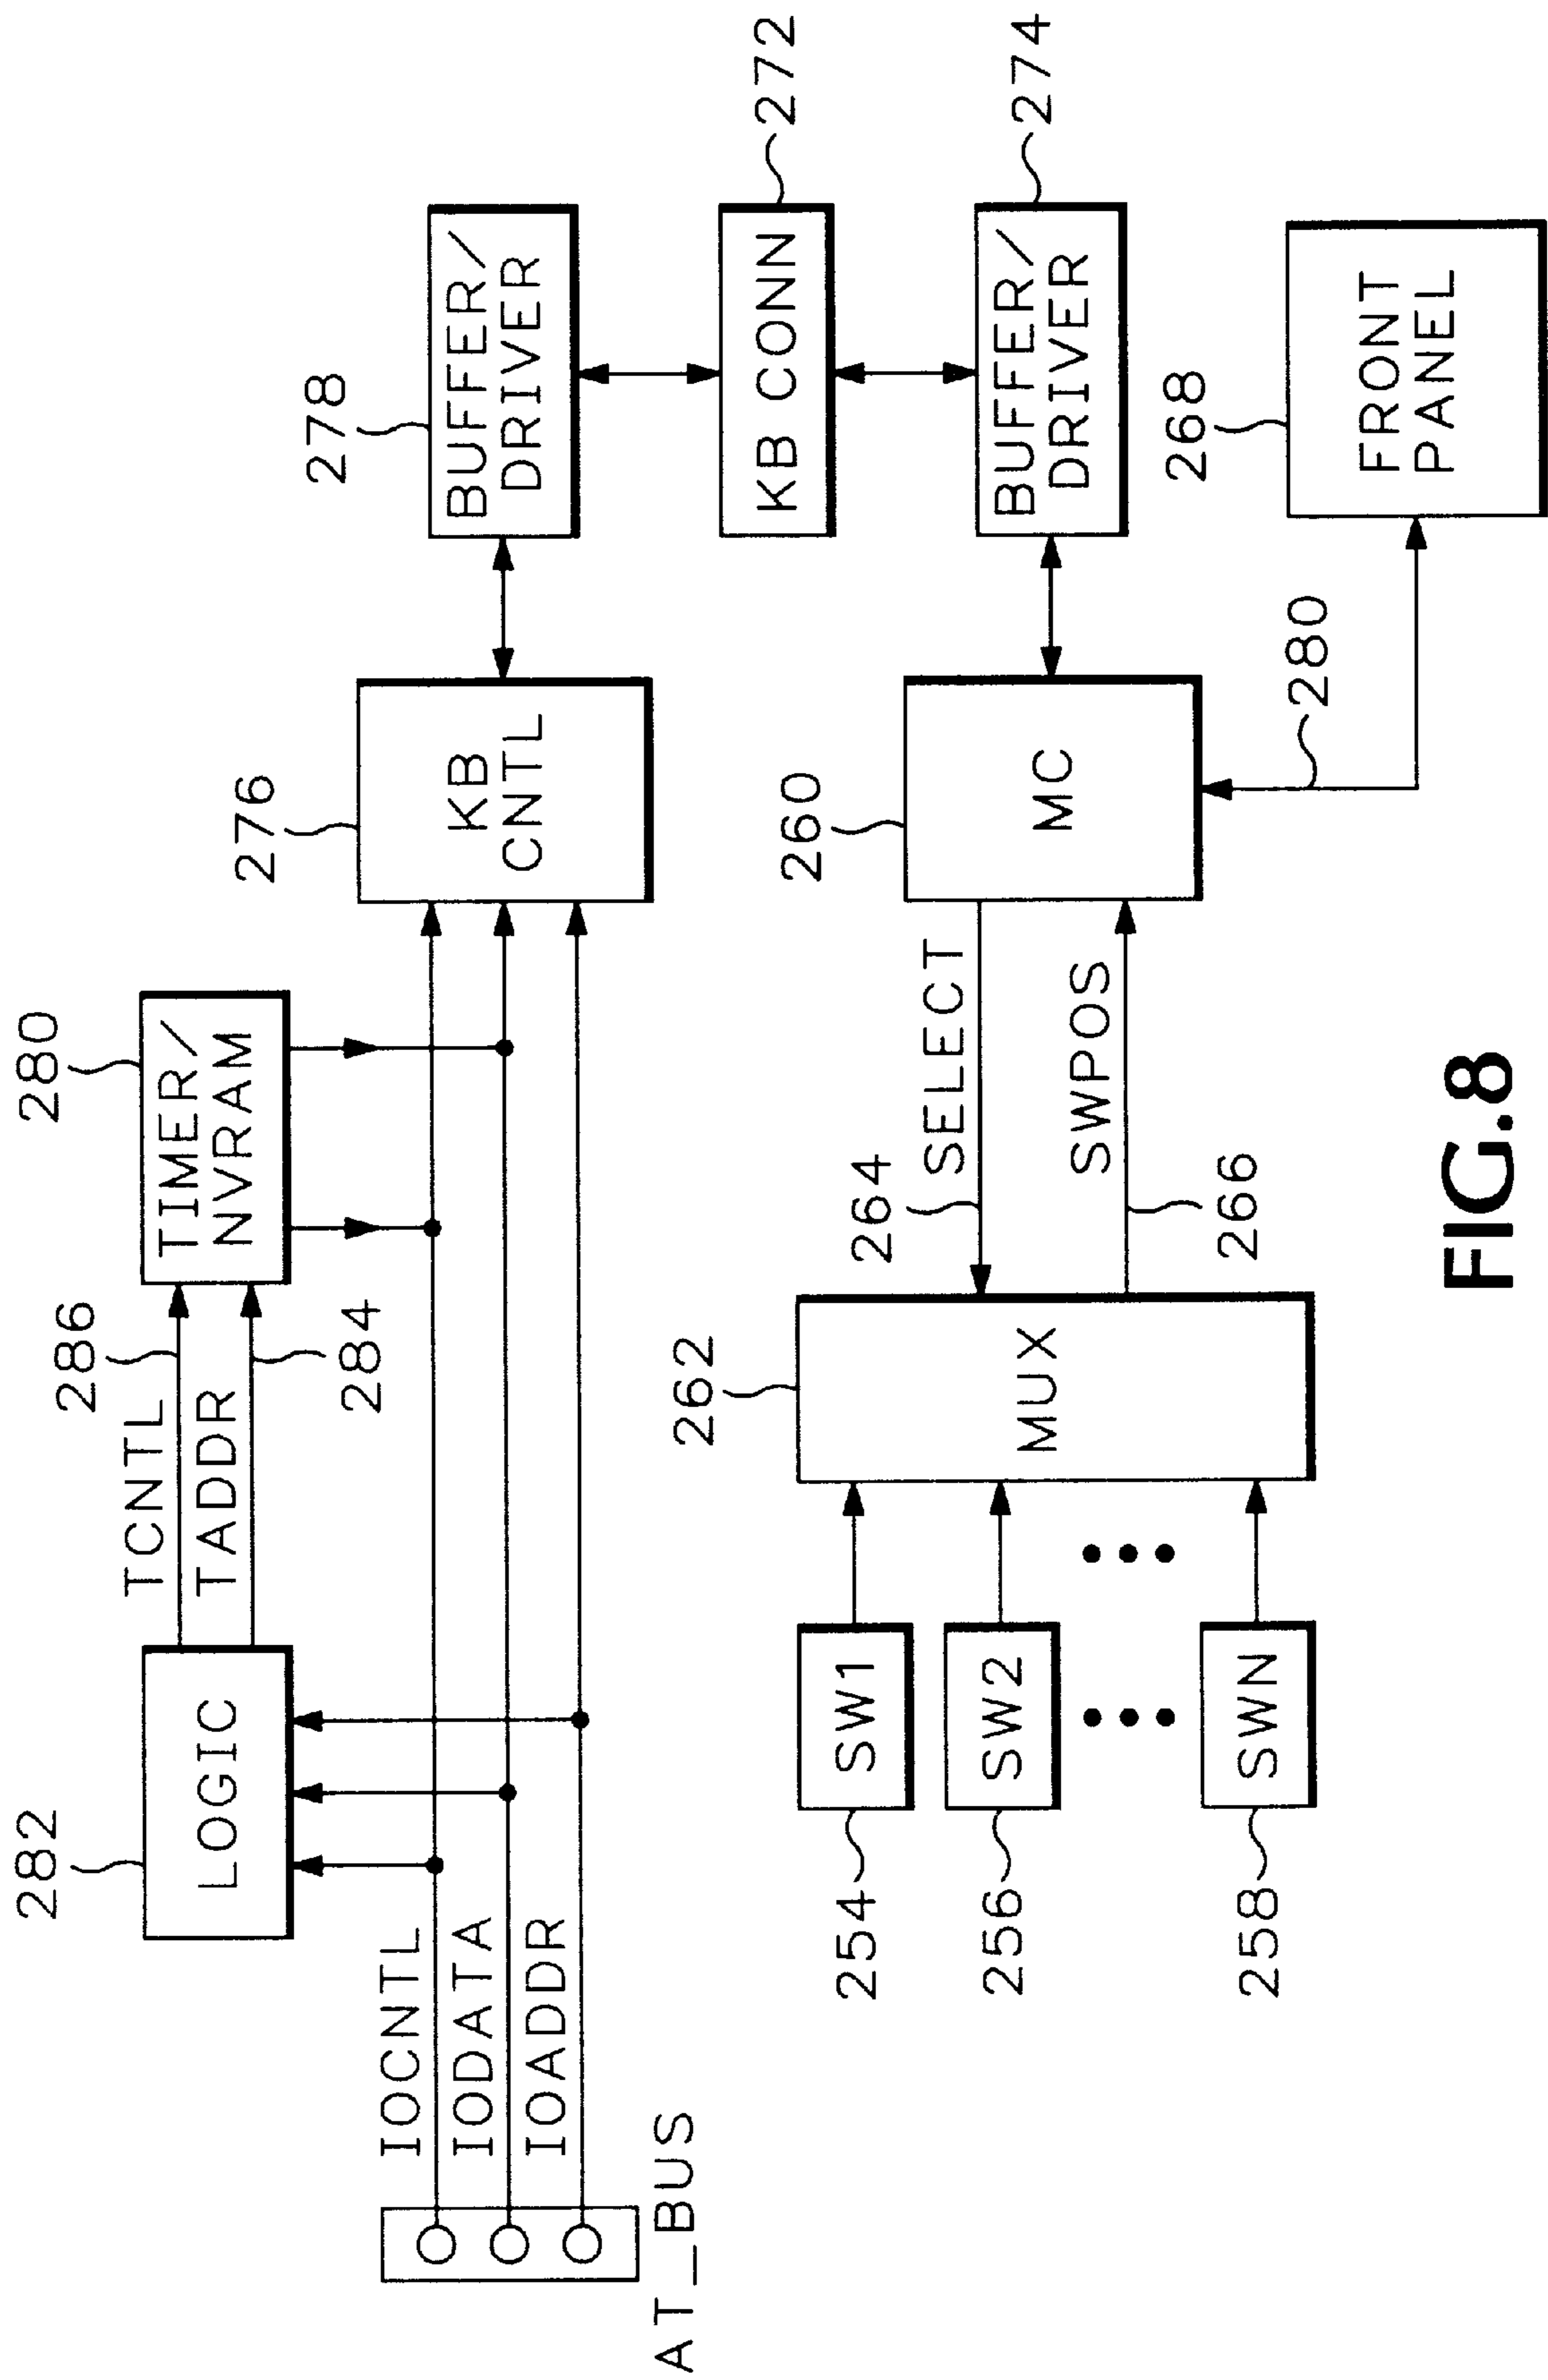 282
286
280
TCNTL
TADDR
284
LOGIC
TIMER/
NVRAM
276
278
IOCNTL
IODATA
IOADDR
AT_BUS
KB
CNTL
BUFFER/
DRIVER
KB CONN
272
262
260
254
SW1
256
SW2
258
SWN
MUX
264
SELECT
SWPOS
266
MC
BUFFER/
DRIVER
274
280
268
FRONT
PANEL
FIG.8